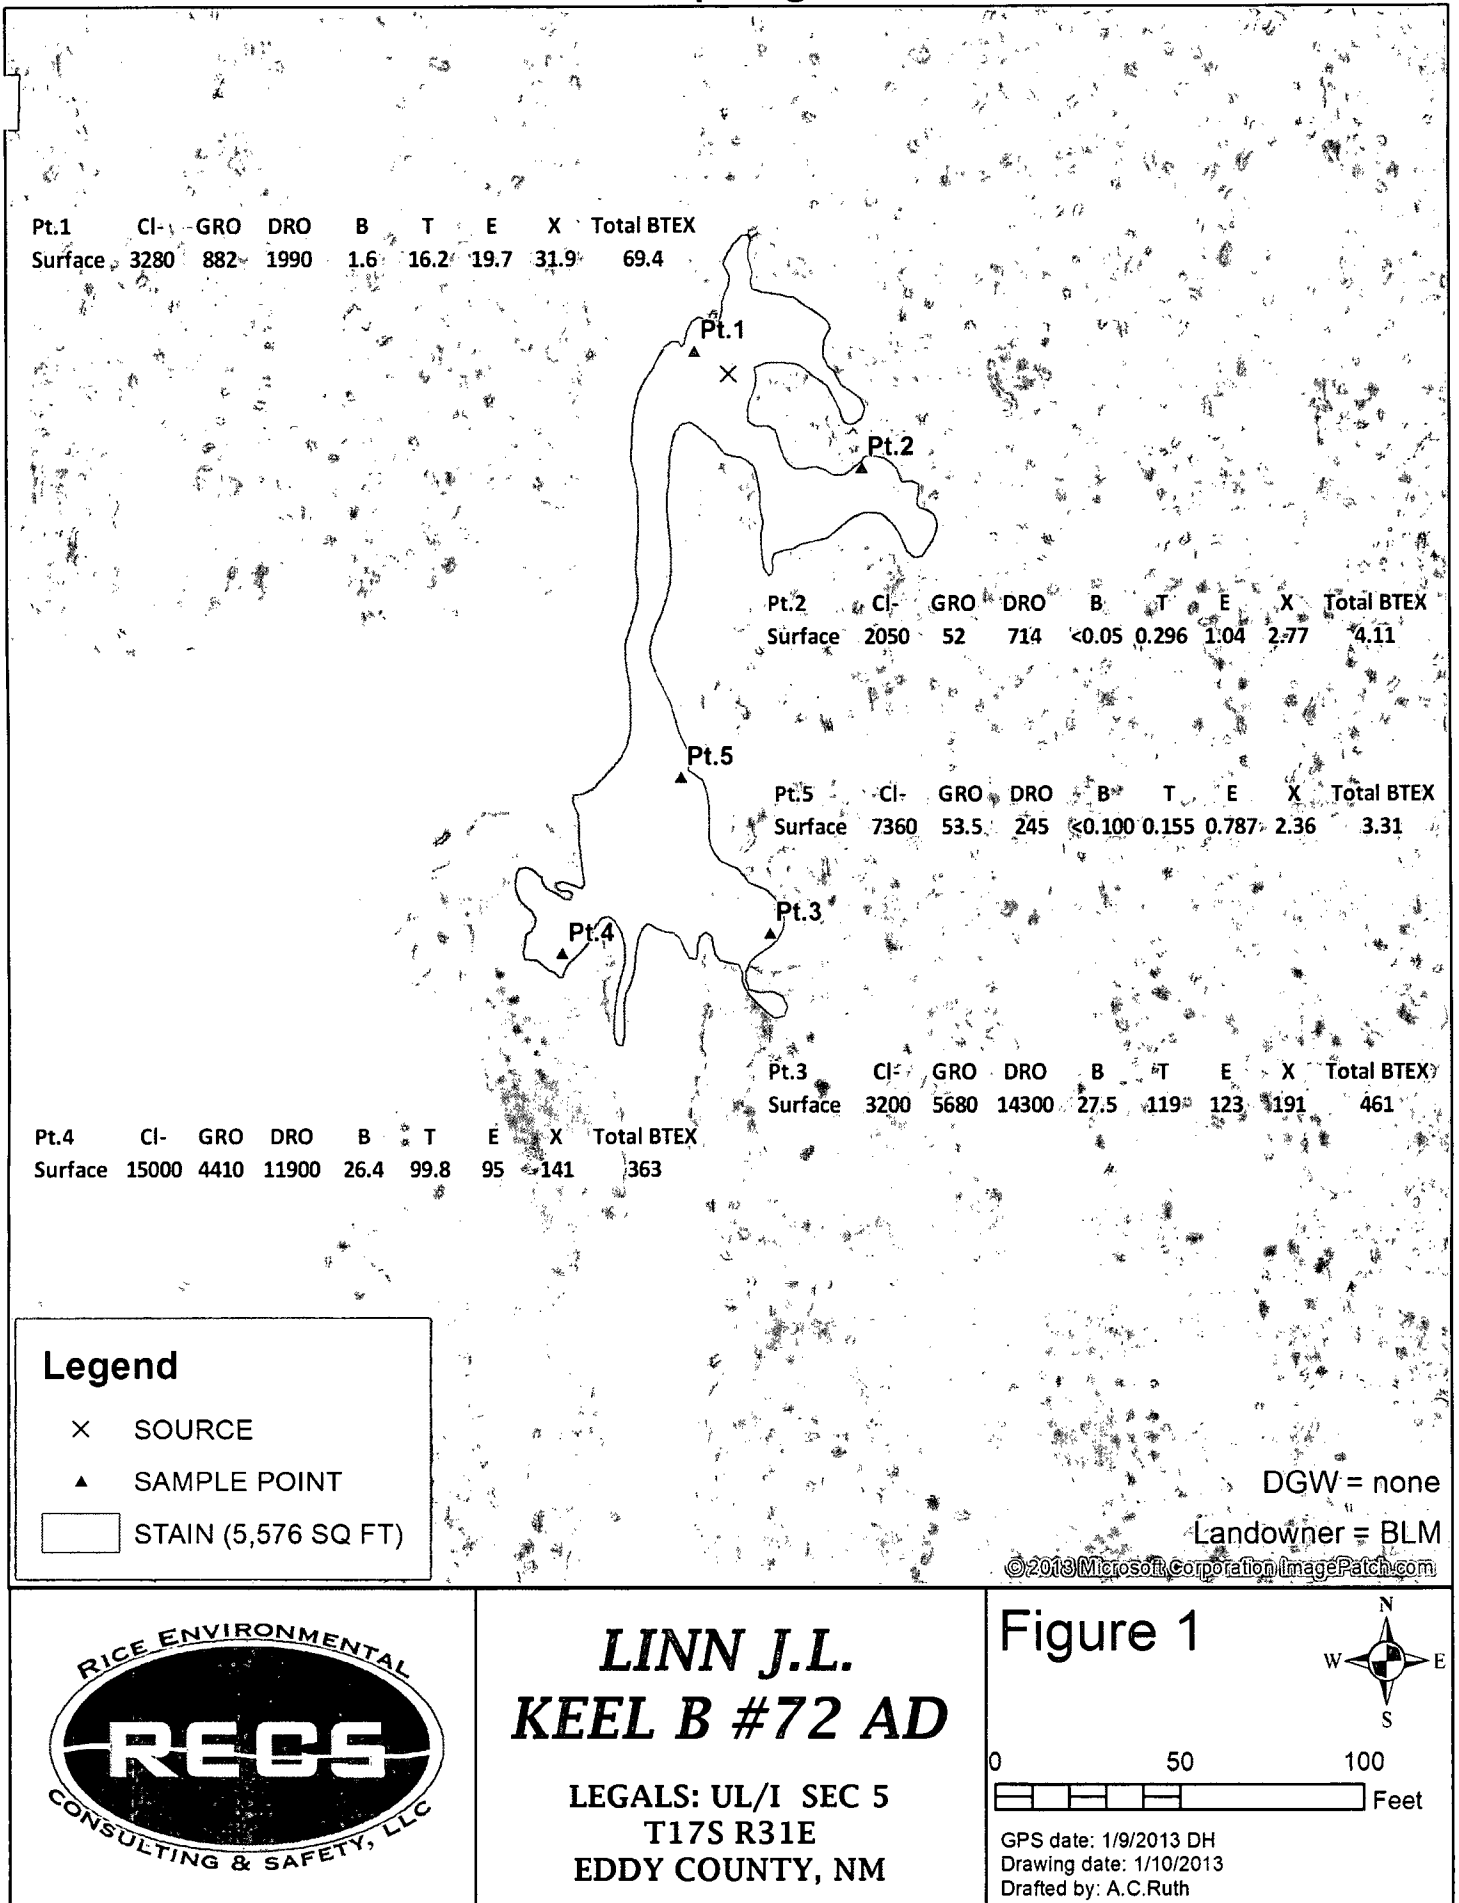 Pt.1 Cl- GRO DRO B T E X Total BTEX
Surface 3280 882 1990 1.6 16.2 19.7 31.9 69.4
Pt.1
Pt.2
Pt.2 Cl- GRO DRO B T E X Total BTEX
Surface 2050 52 714 <0.05 0.296 1.04 2.77 4.11
Pt.5
Pt.5 Cl- GRO DRO B T E X Total BTEX
Surface 7360 53.5 245 <0.100 0.155 0.787 2.36 3.31
Pt.3
Pt.4
Pt.3 Cl- GRO DRO B T E X Total BTEX
Surface 3200 5680 14300 27.5 119 123 191 461
Pt.4 Cl- GRO DRO B T E X Total BTEX
Surface 15000 4410 11900 26.4 99.8 95 141 363
Legend
SOURCE
SAMPLE POINT
STAIN (5,576 SQ FT)
DGW = none
Landowner = BLM
© 2013 Microsoft Corporation ImagePatch.com
RICE ENVIRONMENTAL
RECS
CONSULTING & SAFETY, LLC
LINN J.L.
KEEL B #72 AD
LEGALS: UL/I SEC 5
T17S R31E
EDDY COUNTY, NM
Figure 1
N
W E
S
0 50 100
Feet
GPS date: 1/9/2013 DH
Drawing date: 1/10/2013
Drafted by: A.C.Ruth